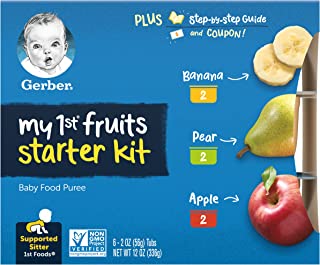 PLUS step-by-step Guide
and COUPON!
Gerber®
Banana
2
my 1st fruits
starter kit
Pear
2
Baby Food Puree
Apple
2
Supported
Sitter
1st Foods®
NON
GMO
Project
VERIFIED
6 - 2 OZ (56g) Tubs
NET WT 12 OZ (336g)